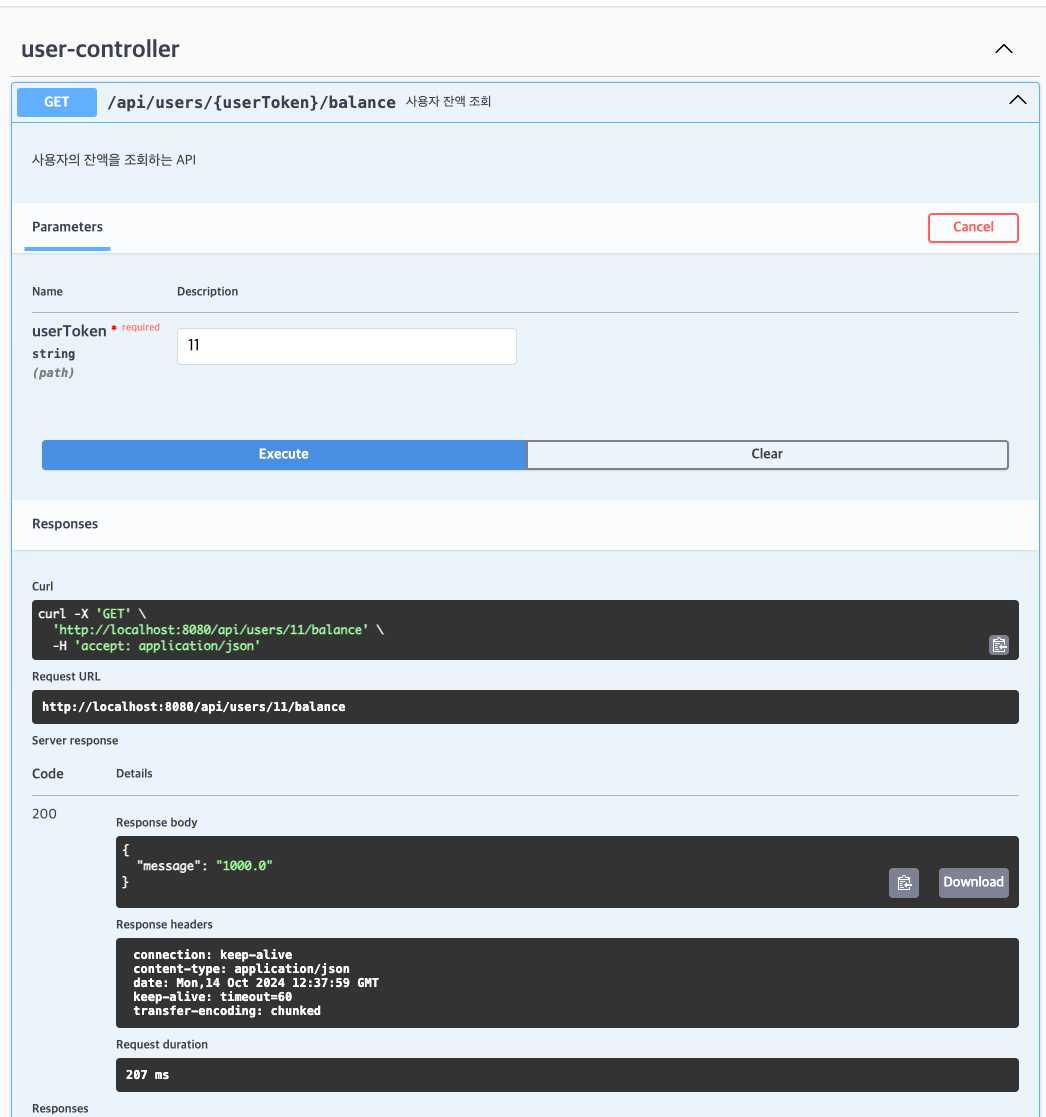 user-controller
GET /api/users/{userToken}/balance 사용자 잔액 조회
사용자의 잔액을 조회하는 API
Parameters
Cancel
Name Description
userToken * required
string
(path)
11
Execute
Clear
Responses
Curl
curl -X 'GET' \
'http://localhost:8080/api/users/11/balance' \
-H 'accept: application/json'
Request URL
http://localhost:8080/api/users/11/balance
Server response
Code Details
200
Response body
{
"message": "1000.0"
}
Download
Response headers
connection: keep-alive
content-type: application/json
date: Mon,14 Oct 2024 12:37:59 GMT
keep-alive: timeout=60
transfer-encoding: chunked
Request duration
207 ms
Responses